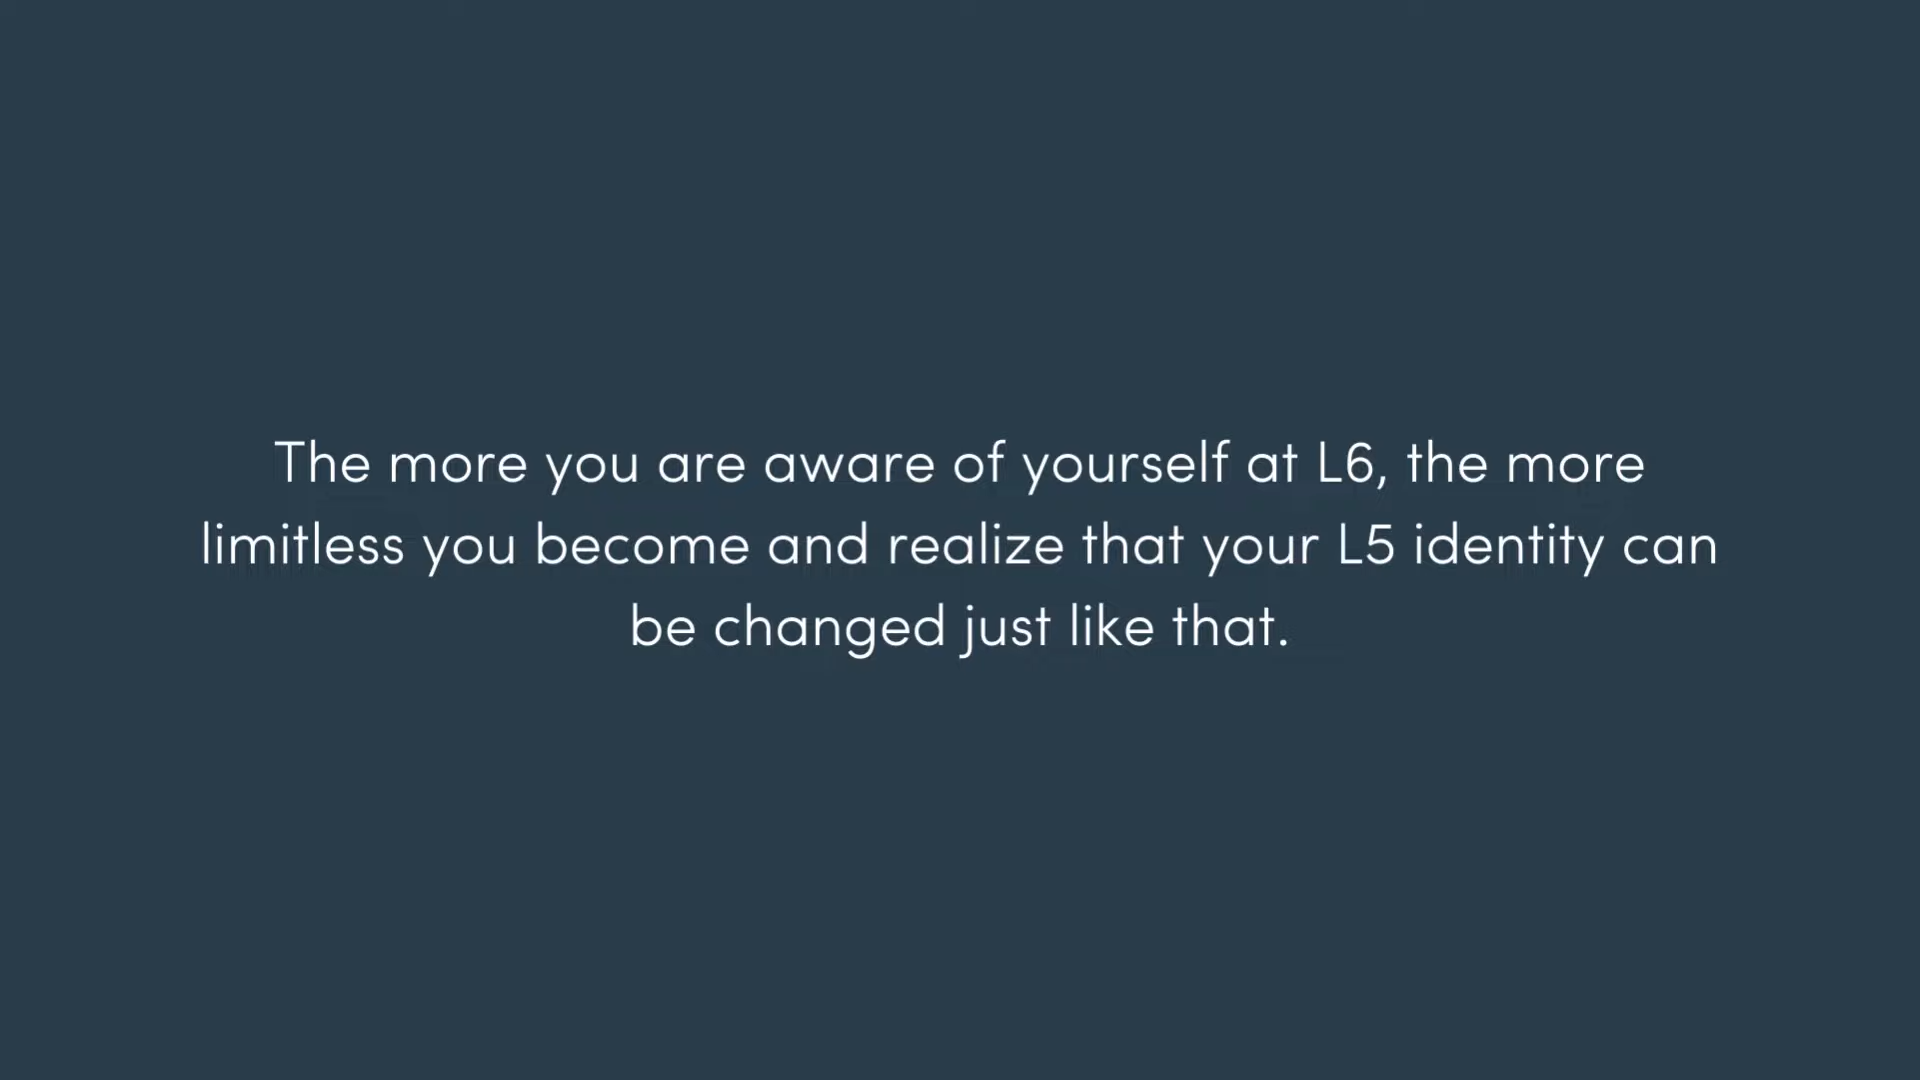 The more you are aware of yourself at L6, the more
limitless you become and realize that your L5 identity can
be changed just like that.